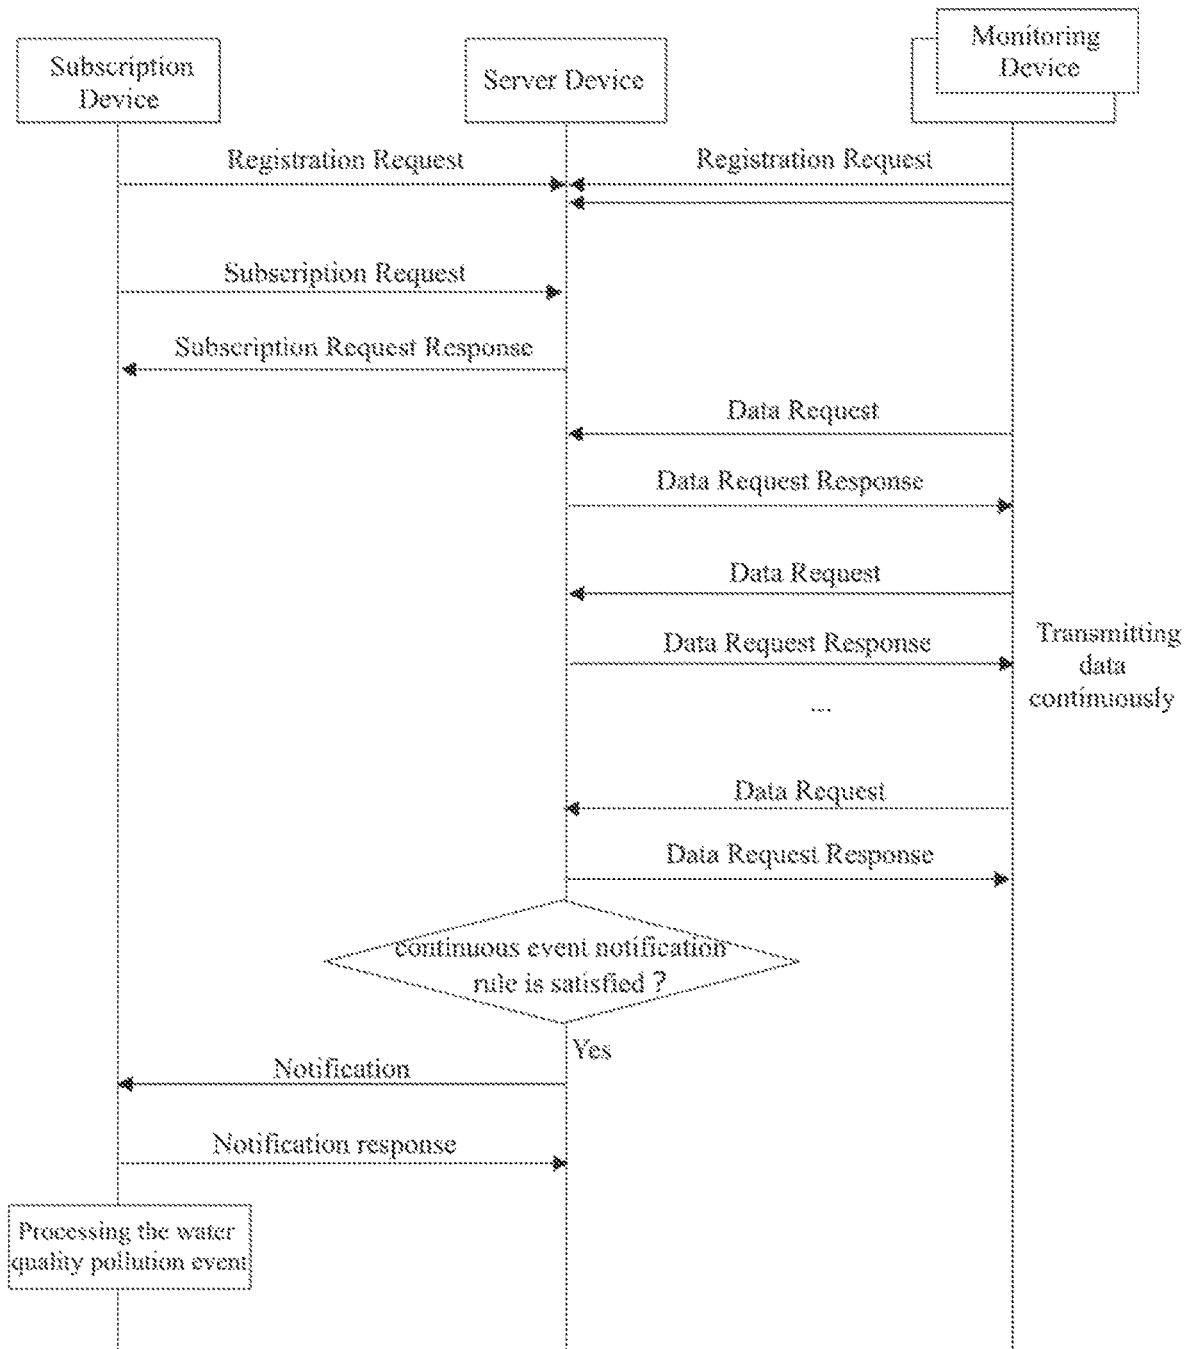 Subscription
Device
Server Device
Monitoring
Device
Registration Request
Registration Request
Subscription Request
Subscription Request Response
Data Request
Data Request Response
Data Request
Data Request Response
Transmitting
data
continuously
....
Data Request
Data Request Response
continuous event notification
rule is satisfied ?
Yes
Notification
Notification response
Processing the water
quality pollution event